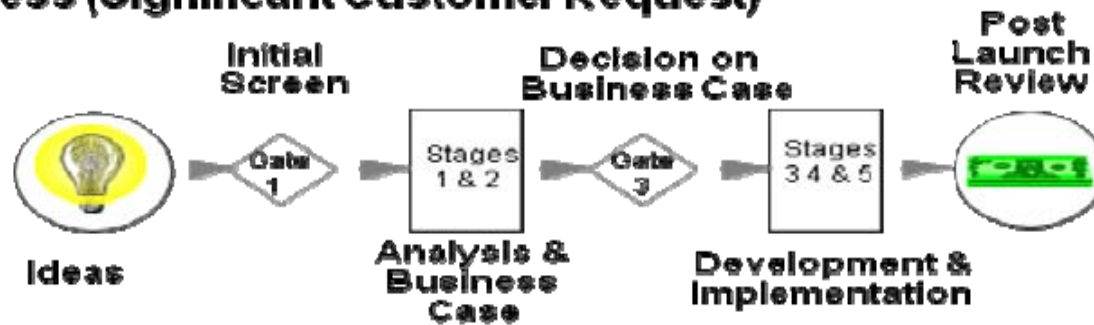 (Significant Customer Request)
Initial
Screen
Decision on
Business Case
Post
Launch
Review
Gate
1
Stages
1 & 2
Gate
3
Stages
3 4 & 5
Ideas
Analysis &
Business
Case
Development &
Implementation